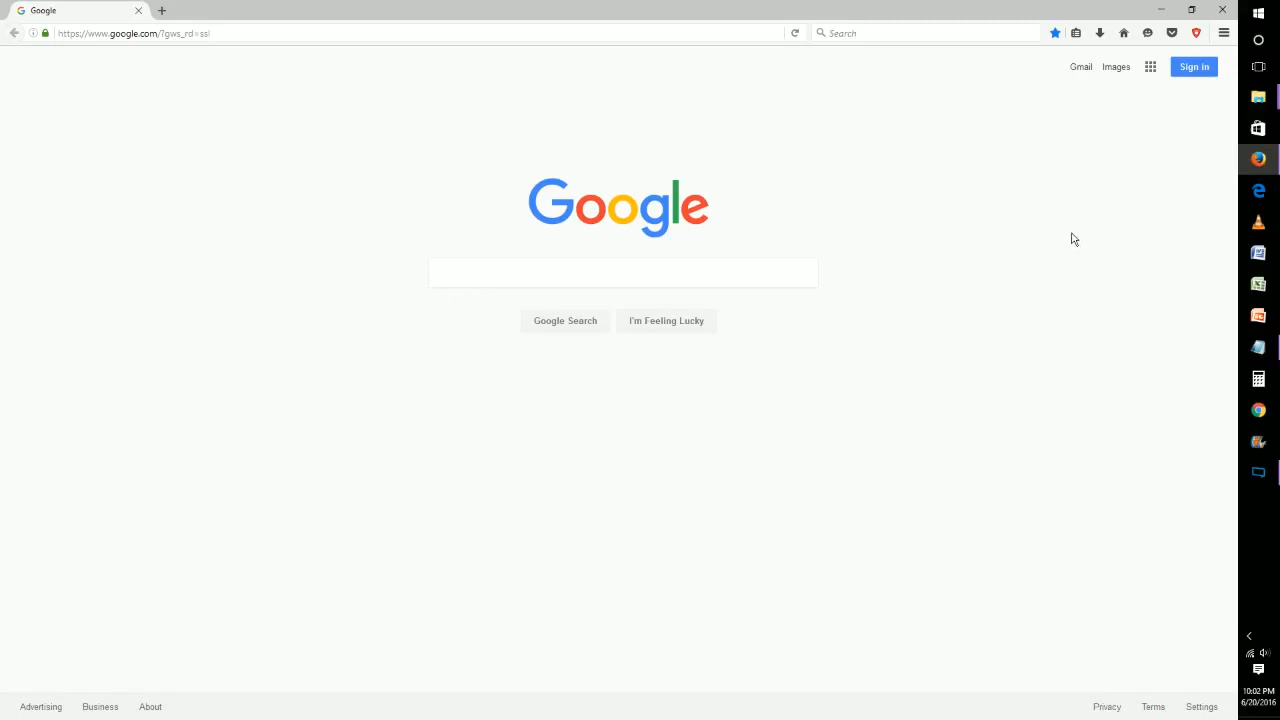 Google
https://www.google.com/?gws_rd=ssl
Search
Gmail Images Sign in
Google
Google Search I'm Feeling Lucky
Advertising Business About
Privacy Terms Settings
10:02 PM
6/20/2016